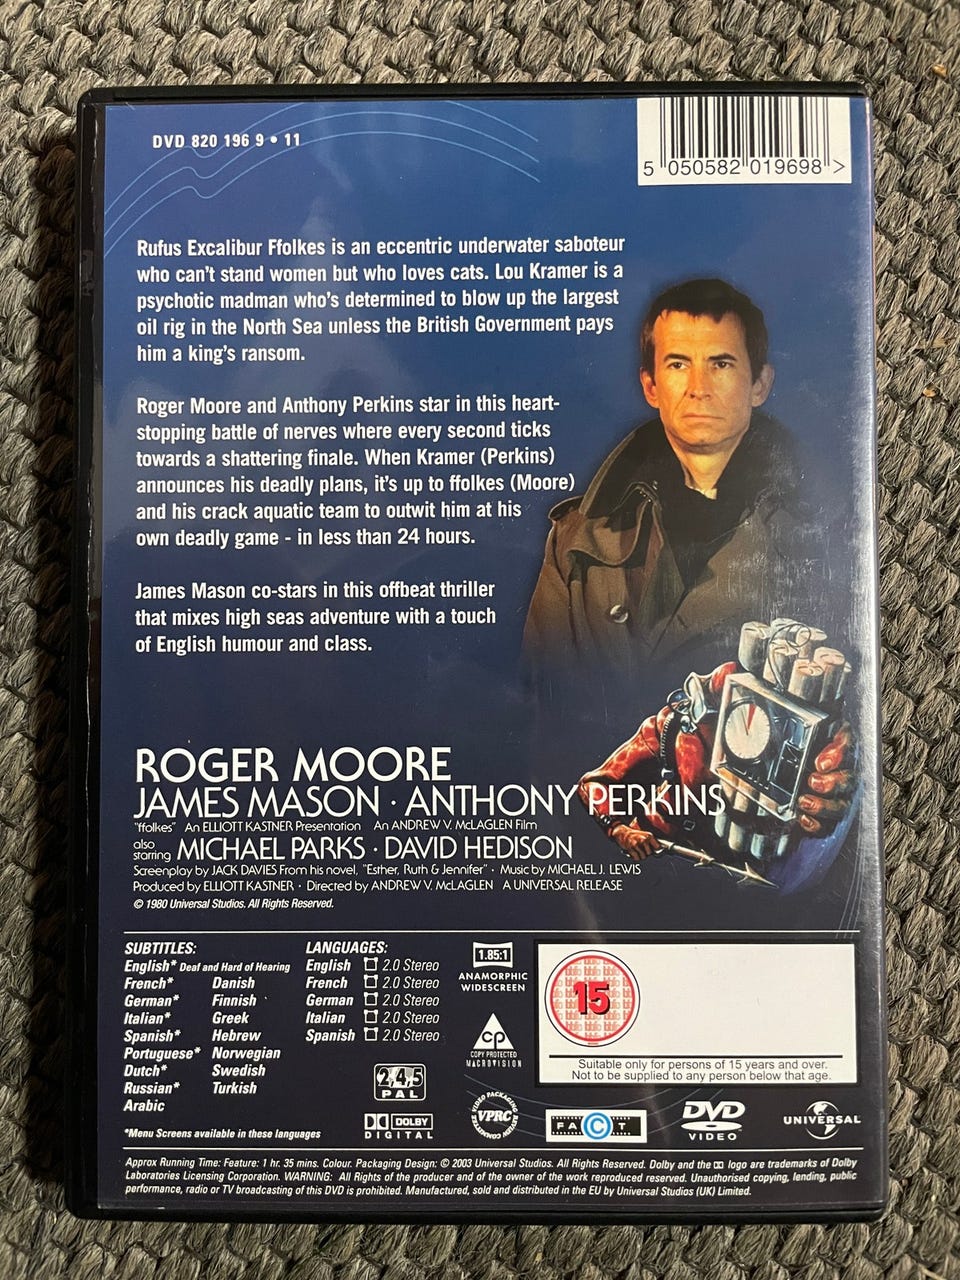 DVD 820 196 9 • 11
5 050582 019698 >
Rufus Excalibur Ffolkes is an eccentric underwater saboteur
who can't stand women but who loves cats. Lou Kramer is a
psychotic madman who's determined to blow up the largest
oil rig in the North Sea unless the British Government pays
him a king's ransom.
Roger Moore and Anthony Perkins star in this heart-
stopping battle of nerves where every second ticks
towards a shattering finale. When Kramer (Perkins)
announces his deadly plans, it's up to ffolkes (Moore)
and his crack aquatic team to outwit him at his
own deadly game - in less than 24 hours.
James Mason co-stars in this offbeat thriller
that mixes high seas adventure with a touch
of English humour and class.
ROGER MOORE
JAMES MASON · ANTHONY PERKINS
"ffolkes" An ELLIOTT KASTNER Presentation An ANDREW V. McLAGLEN Film
also starring MICHAEL PARKS · DAVID HEDISON
Screenplay by JACK DAVIES From his novel, "Esther, Ruth & Jennifer" · Music by MICHAEL J. LEWIS
Produced by ELLIOTT KASTNER · Directed by ANDREW V. McLAGLEN A UNIVERSAL RELEASE
© 1980 Universal Studios. All Rights Reserved.
SUBTITLES:
English* Deaf and Hard of Hearing
French* Danish
German* Finnish
Italian* Greek
Spanish* Hebrew
Portuguese* Norwegian
Dutch* Swedish
Russian* Turkish
Arabic
*Menu Screens available in these languages
LANGUAGES:
English 2.0 Stereo
French 2.0 Stereo
German 2.0 Stereo
Italian 2.0 Stereo
Spanish 2.0 Stereo
2,4,5
PAL
DOLBY
DIGITAL
1.85:1
ANAMORPHIC
WIDESCREEN
cp
COPY PROTECTED
MACROVISION
VIDEO PACKAGING REVIEW COMMITTEE
VPRC
15
Suitable only for persons of 15 years and over.
Not to be supplied to any person below that age.
FACT
DVD
VIDEO
UNIVERSAL
Approx Running Time: Feature: 1 hr. 35 mins. Colour. Packaging Design: © 2003 Universal Studios. All Rights Reserved. Dolby and the DD logo are trademarks of Dolby
Laboratories Licensing Corporation. WARNING: All Rights of the producer and of the owner of the work reproduced reserved. Unauthorised copying, lending, public
performance, radio or TV broadcasting of this DVD is prohibited. Manufactured, sold and distributed in the EU by Universal Studios (UK) Limited.